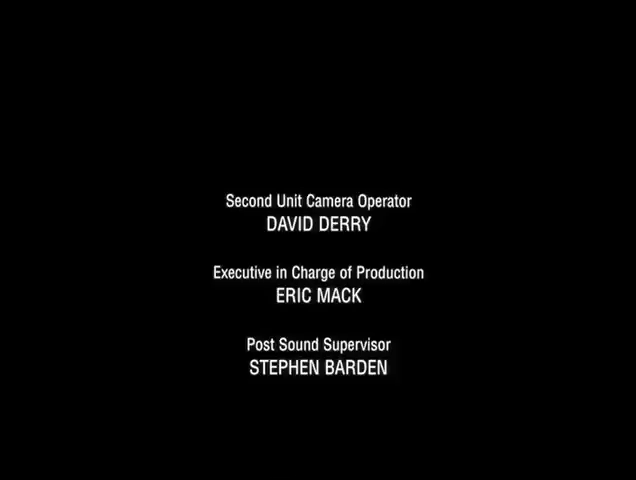 Second Unit Camera Operator
DAVID DERRY
Executive in Charge of Production
ERIC MACK
Post Sound Supervisor
STEPHEN BARDEN